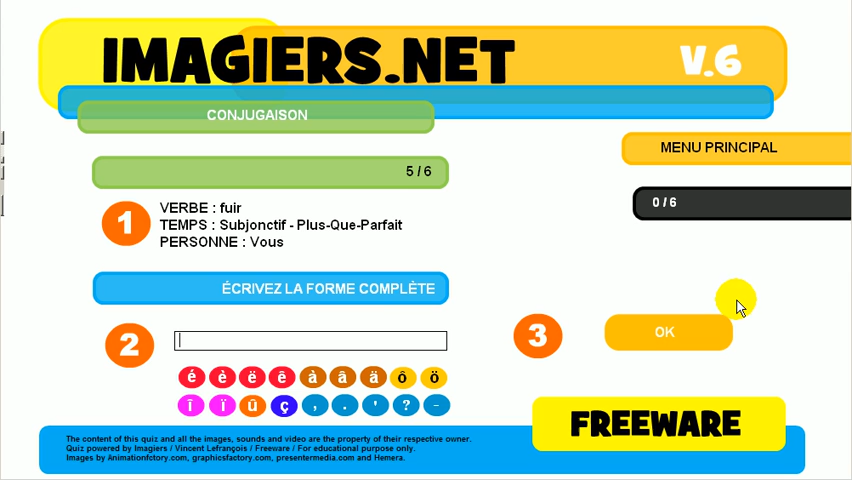 IMAGIERS.NET
V.6
CONJUGAISON
MENU PRINCIPAL
5 / 6
0 / 6
1
VERBE : fuir
TEMPS : Subjonctif - Plus-Que-Parfait
PERSONNE : Vous
ÉCRIVEZ LA FORME COMPLÈTE
2
3
OK
é è ë ê à â ä ô ö
î ï û ç , . ' ? -
FREEWARE
The content of this quiz and all the images, sounds and video are the property of their respective owner.
Quiz powered by Imagiers / Vincent Lefrançois / Freeware / For educational purpose only.
Images by Animationfctory.com, graphicsfactory.com, presentermedia.com and Hemera.